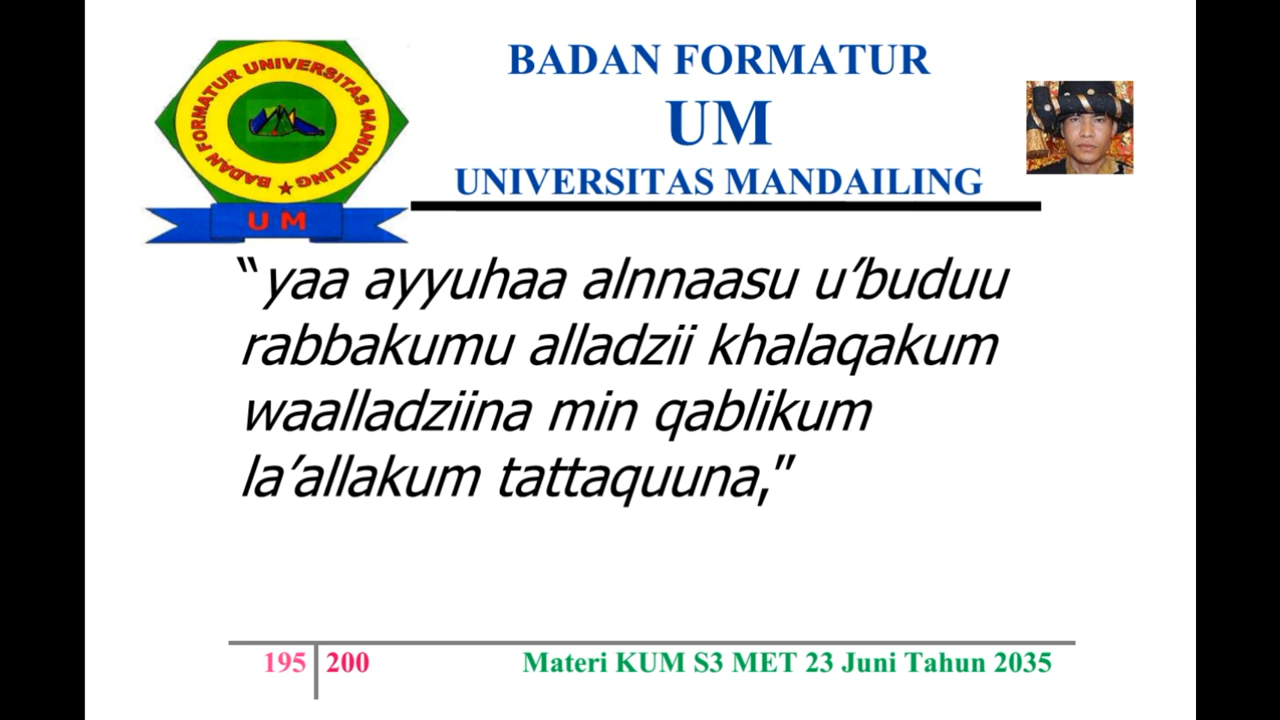 BADAN FORMATUR
UM
UNIVERSITAS MANDAILING
BADAN FORMATUR UNIVERSITAS MANDAILING
U M
“yaa ayyuhaa alnnaasu u’buduu
rabbakumu alladzii khalaqakum
waalladziina min qablikum
la’allakum tattaquuna,”
195 200 Materi KUM S3 MET 23 Juni Tahun 2035